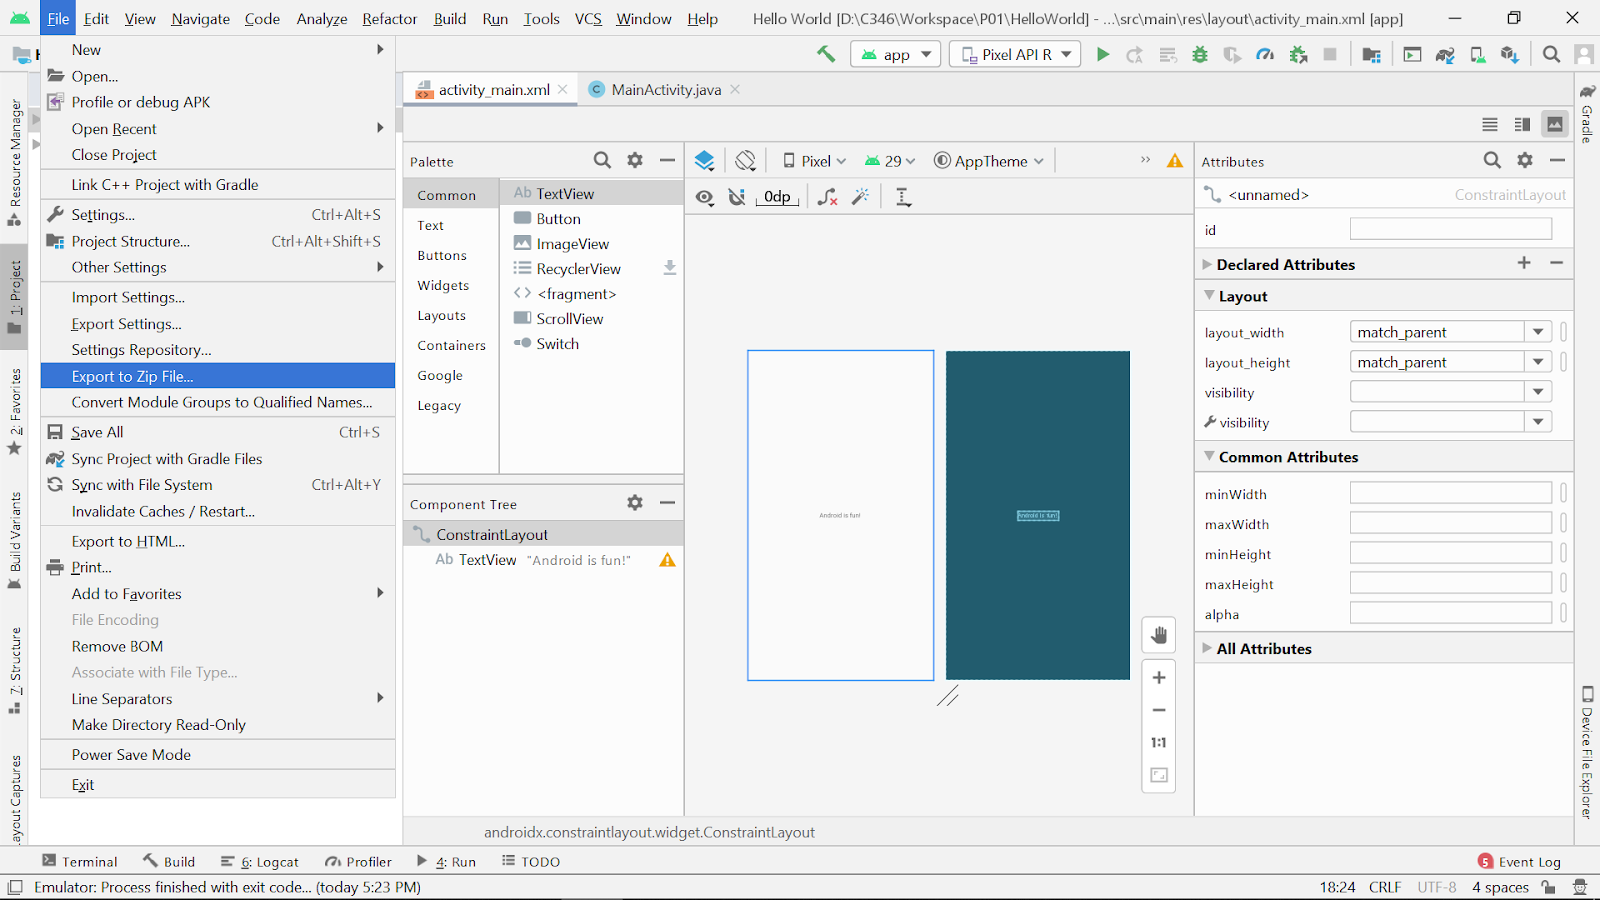 File Edit View Navigate Code Analyze Refactor Build Run Tools VCS Window Help Hello World [D:\C346\Workspace\P01\HelloWorld] - ...\src\main\res\layout\activity_main.xml [app]
app Pixel API R
New
Open...
Profile or debug APK
Open Recent
Close Project
Link C++ Project with Gradle
Settings... Ctrl+Alt+S
Project Structure... Ctrl+Alt+Shift+S
Other Settings
Import Settings...
Export Settings...
Settings Repository...
Export to Zip File...
Convert Module Groups to Qualified Names...
Save All Ctrl+S
Sync Project with Gradle Files
Sync with File System Ctrl+Alt+Y
Invalidate Caches / Restart...
Export to HTML...
Print...
Add to Favorites
File Encoding
Remove BOM
Associate with File Type...
Line Separators
Make Directory Read-Only
Power Save Mode
Exit
Resource Manager
1: Project
2: Favorites
Build Variants
7: Structure
Layout Captures
activity_main.xml MainActivity.java
Palette
Common
Text
Buttons
Widgets
Layouts
Containers
Google
Legacy
Ab TextView
Button
ImageView
RecyclerView
<> <fragment>
ScrollView
Switch
Component Tree
ConstraintLayout
Ab TextView "Android is fun!"
Pixel 29 AppTheme »
0dp
Android is fun!
Android is fun!
1:1
androidx.constraintlayout.widget.ConstraintLayout
Attributes
<unnamed> ConstraintLayout
id
Declared Attributes
Layout
layout_width match_parent
layout_height match_parent
visibility
visibility
Common Attributes
minWidth
maxWidth
minHeight
maxHeight
alpha
All Attributes
Gradle
Device File Explorer
Terminal Build 6: Logcat Profiler 4: Run TODO 5 Event Log
Emulator: Process finished with exit code... (today 5:23 PM) 18:24 CRLF UTF-8 4 spaces